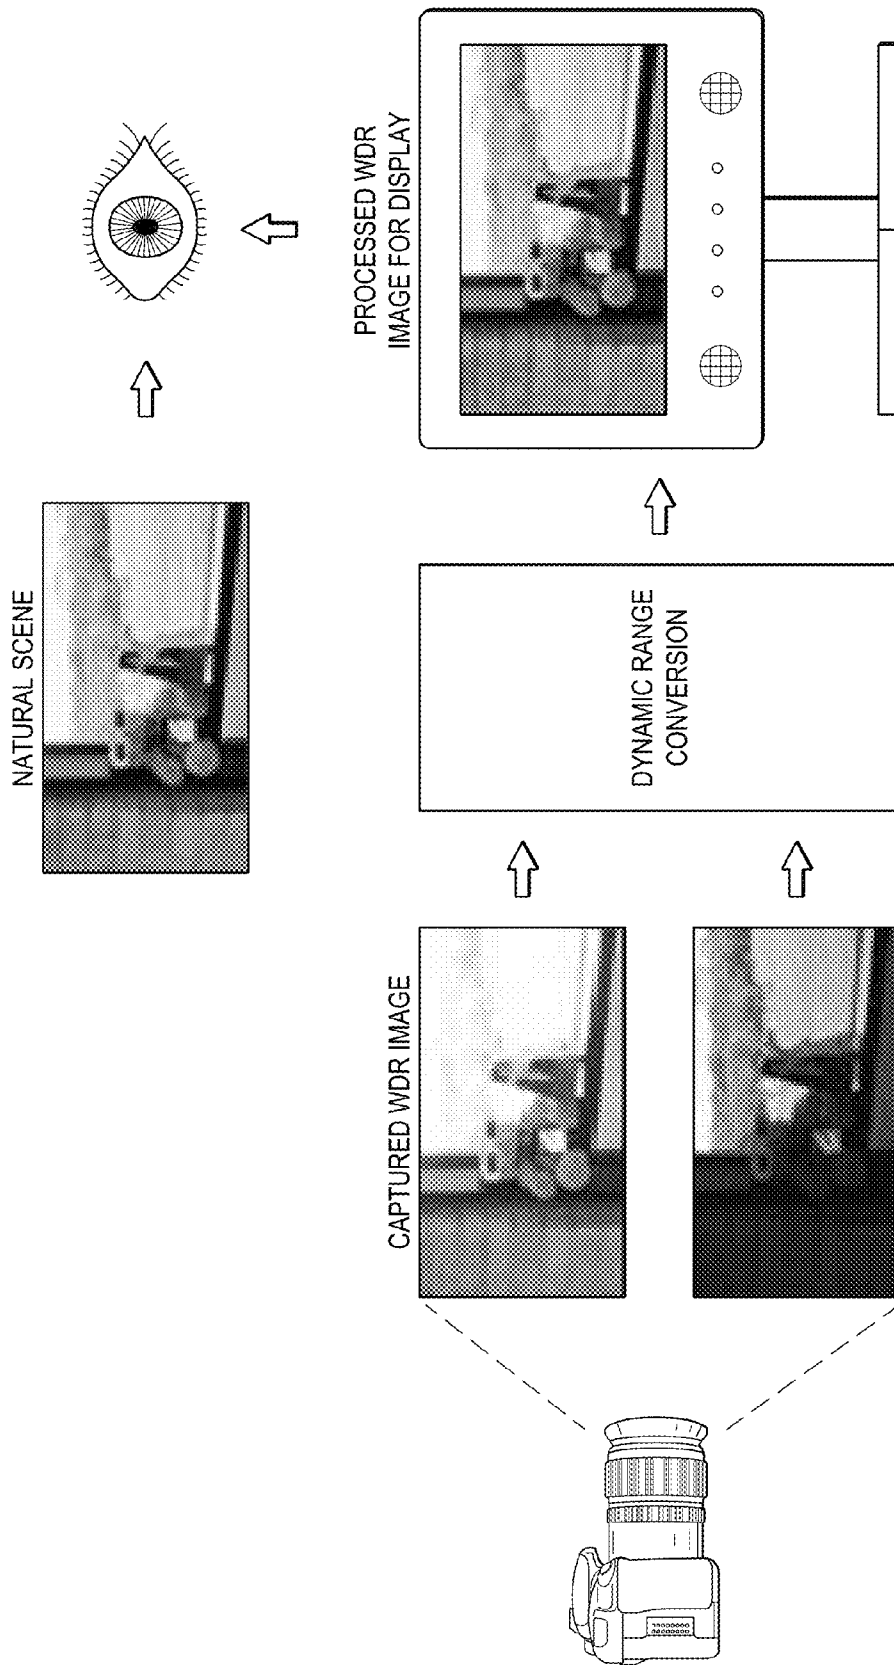 NATURAL SCENE
CAPTURED WDR IMAGE
DYNAMIC RANGE
CONVERSION
PROCESSED WDR
IMAGE FOR DISPLAY